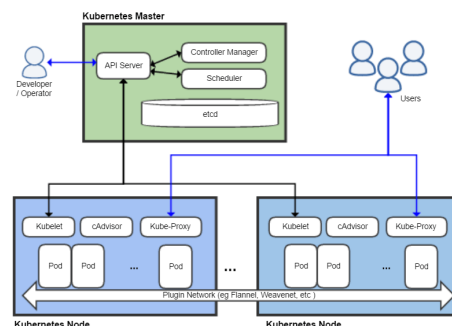 Kubernetes Master
API Server
Controller Manager
Scheduler
etcd
Developer
/ Operator
Users
Kubelet
cAdvisor
Kube-Proxy
Kubelet
cAdvisor
Kube-Proxy
Pod
Pod
...
Pod
...
Pod
Pod
...
Pod
Plugin Network (eg Flannel, Weavenet, etc )
Kubernetes Node
Kubernetes Node